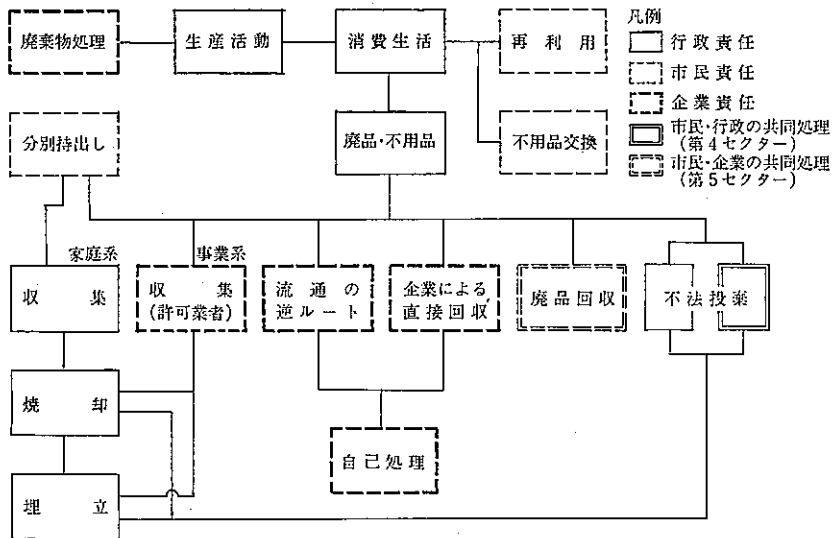 廃棄物処理
生産活動
消費生活
再利用
凡例
行政責任
市民責任
企業責任
市民・行政の共同処理
(第4セクター)
市民・企業の共同処理
(第5セクター)
分別持出し
廃品・不用品
不用品交換
家庭系
事業系
収集
収集
(許可業者)
流通の
逆ルート
企業による
直接回収
廃品回収
不法投棄
焼却
自己処理
埋立